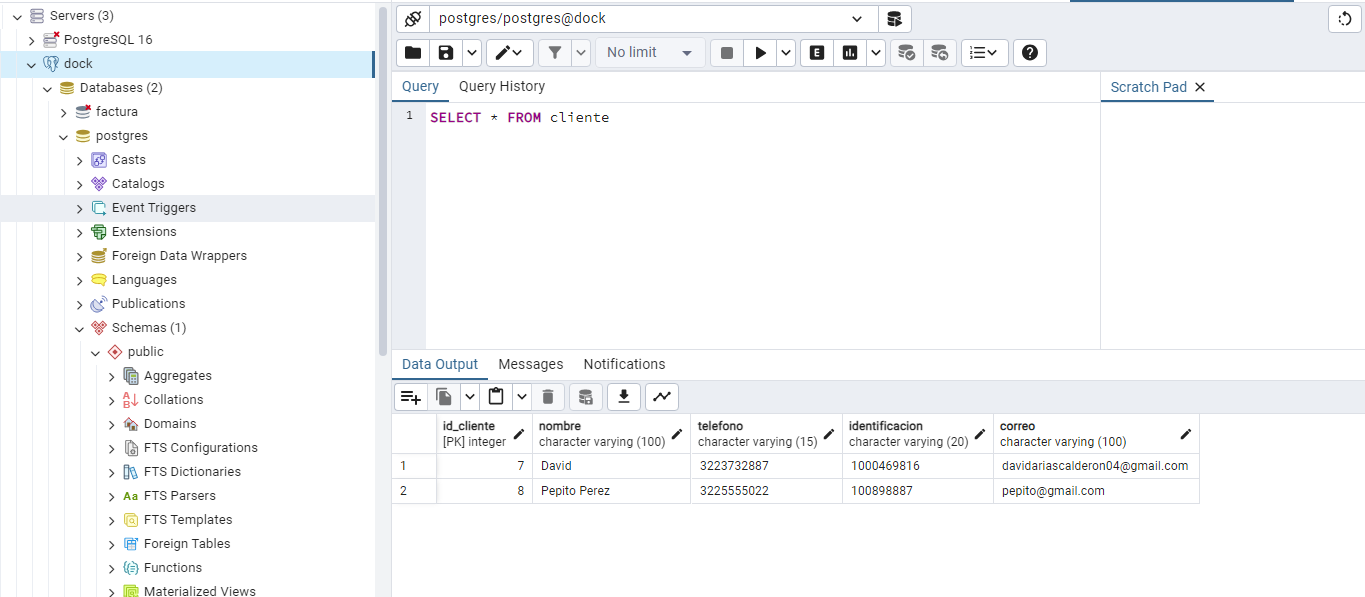 Servers (3)
PostgreSQL 16
dock
Databases (2)
factura
postgres
Casts
Catalogs
Event Triggers
Extensions
Foreign Data Wrappers
Languages
Publications
Schemas (1)
public
Aggregates
Collations
Domains
FTS Configurations
FTS Dictionaries
Aa FTS Parsers
FTS Templates
Foreign Tables
Functions
Materialized Views
postgres/postgres@dock
No limit
E
Query Query History
Scratch Pad
1 SELECT * FROM cliente
Data Output Messages Notifications
id_cliente nombre telefono identificacion correo
[PK] integer character varying (100) character varying (15) character varying (20) character varying (100)
1 7 David 3223732887 1000469816 davidariascalderon04@gmail.com
2 8 Pepito Perez 3225555022 100898887 pepito@gmail.com